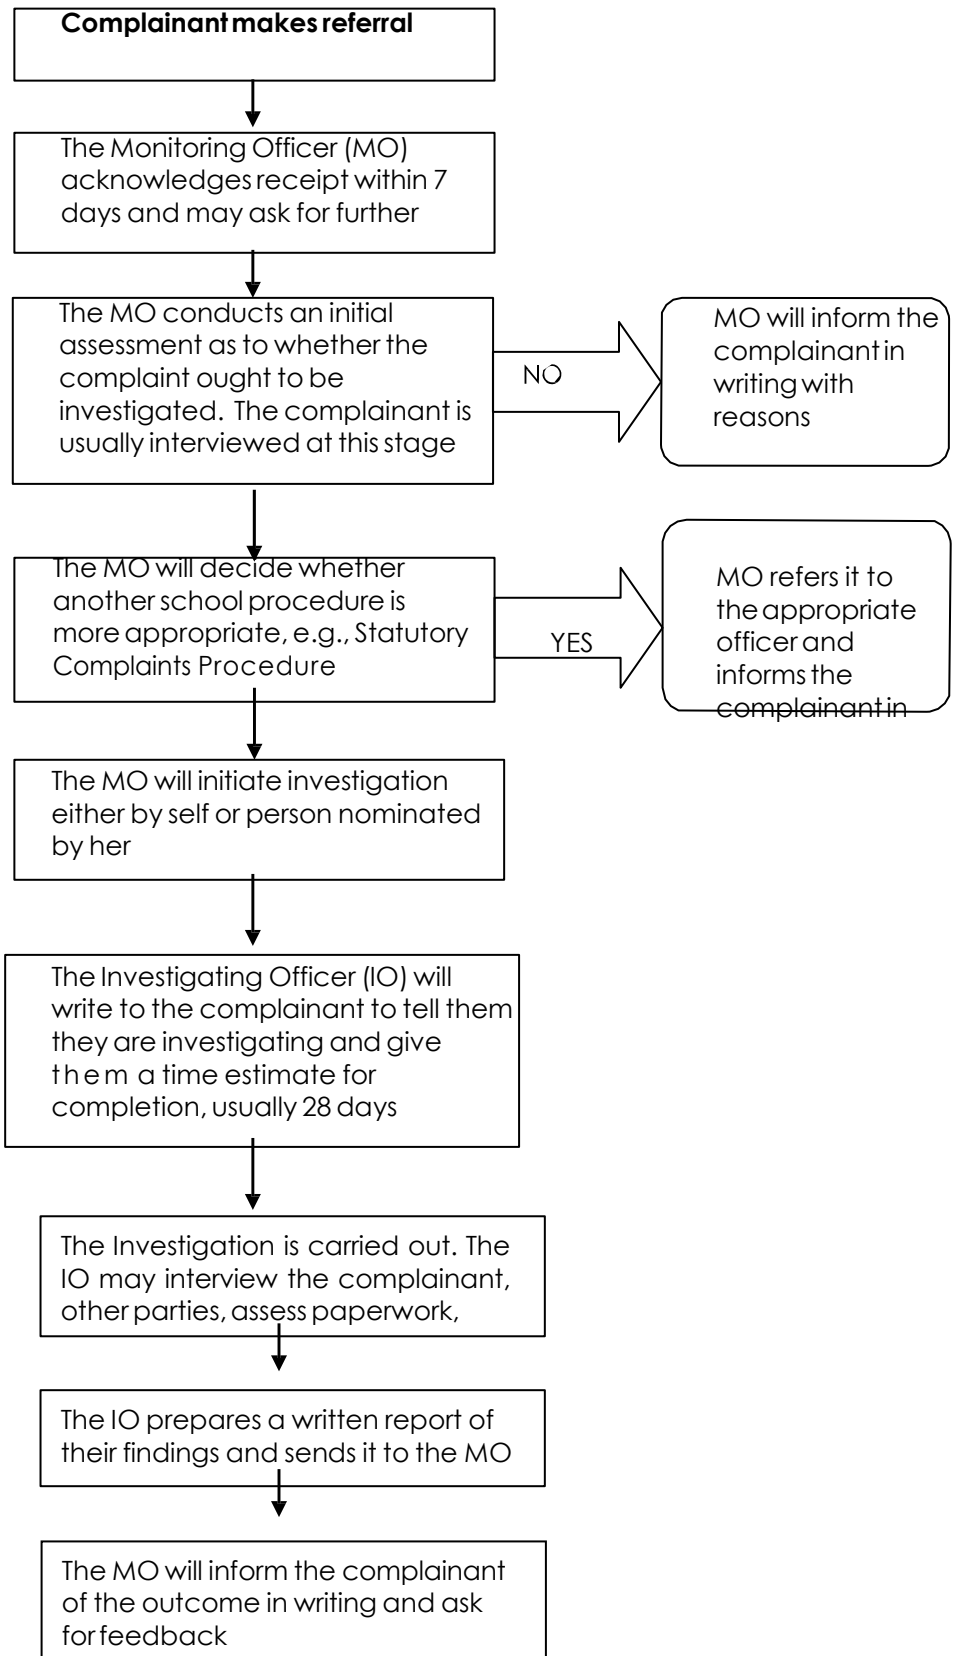 Complainant makes referral
The Monitoring Officer (MO)
acknowledges receipt within 7
days and may ask for further
The MO conducts an initial
assessment as to whether the
complaint ought to be
investigated. The complainant is
usually interviewed at this stage
NO
MO will inform the
complainant in
writing with
reasons
The MO will decide whether
another school procedure is
more appropriate, e.g., Statutory
Complaints Procedure
YES
MO refers it to
the appropriate
officer and
informs the
complainant in
The MO will initiate investigation
either by self or person nominated
by her
The Investigating Officer (IO) will
write to the complainant to tell them
they are investigating and give
them a time estimate for
completion, usually 28 days
The Investigation is carried out. The
IO may interview the complainant,
other parties, assess paperwork,
The IO prepares a written report of
their findings and sends it to the MO
The MO will inform the complainant
of the outcome in writing and ask
for feedback